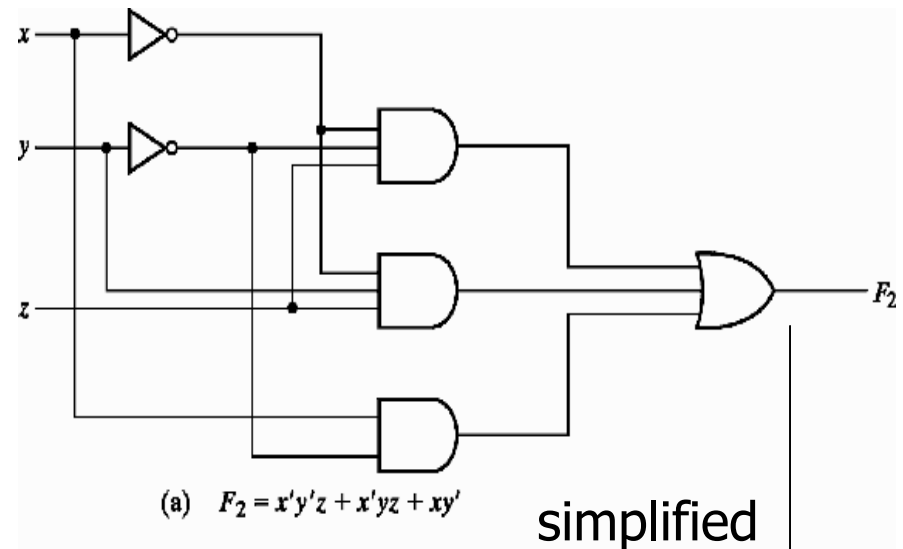 x
y
z
F₂
(a) F₂ = x'y'z + x'yz + xy'
simplified